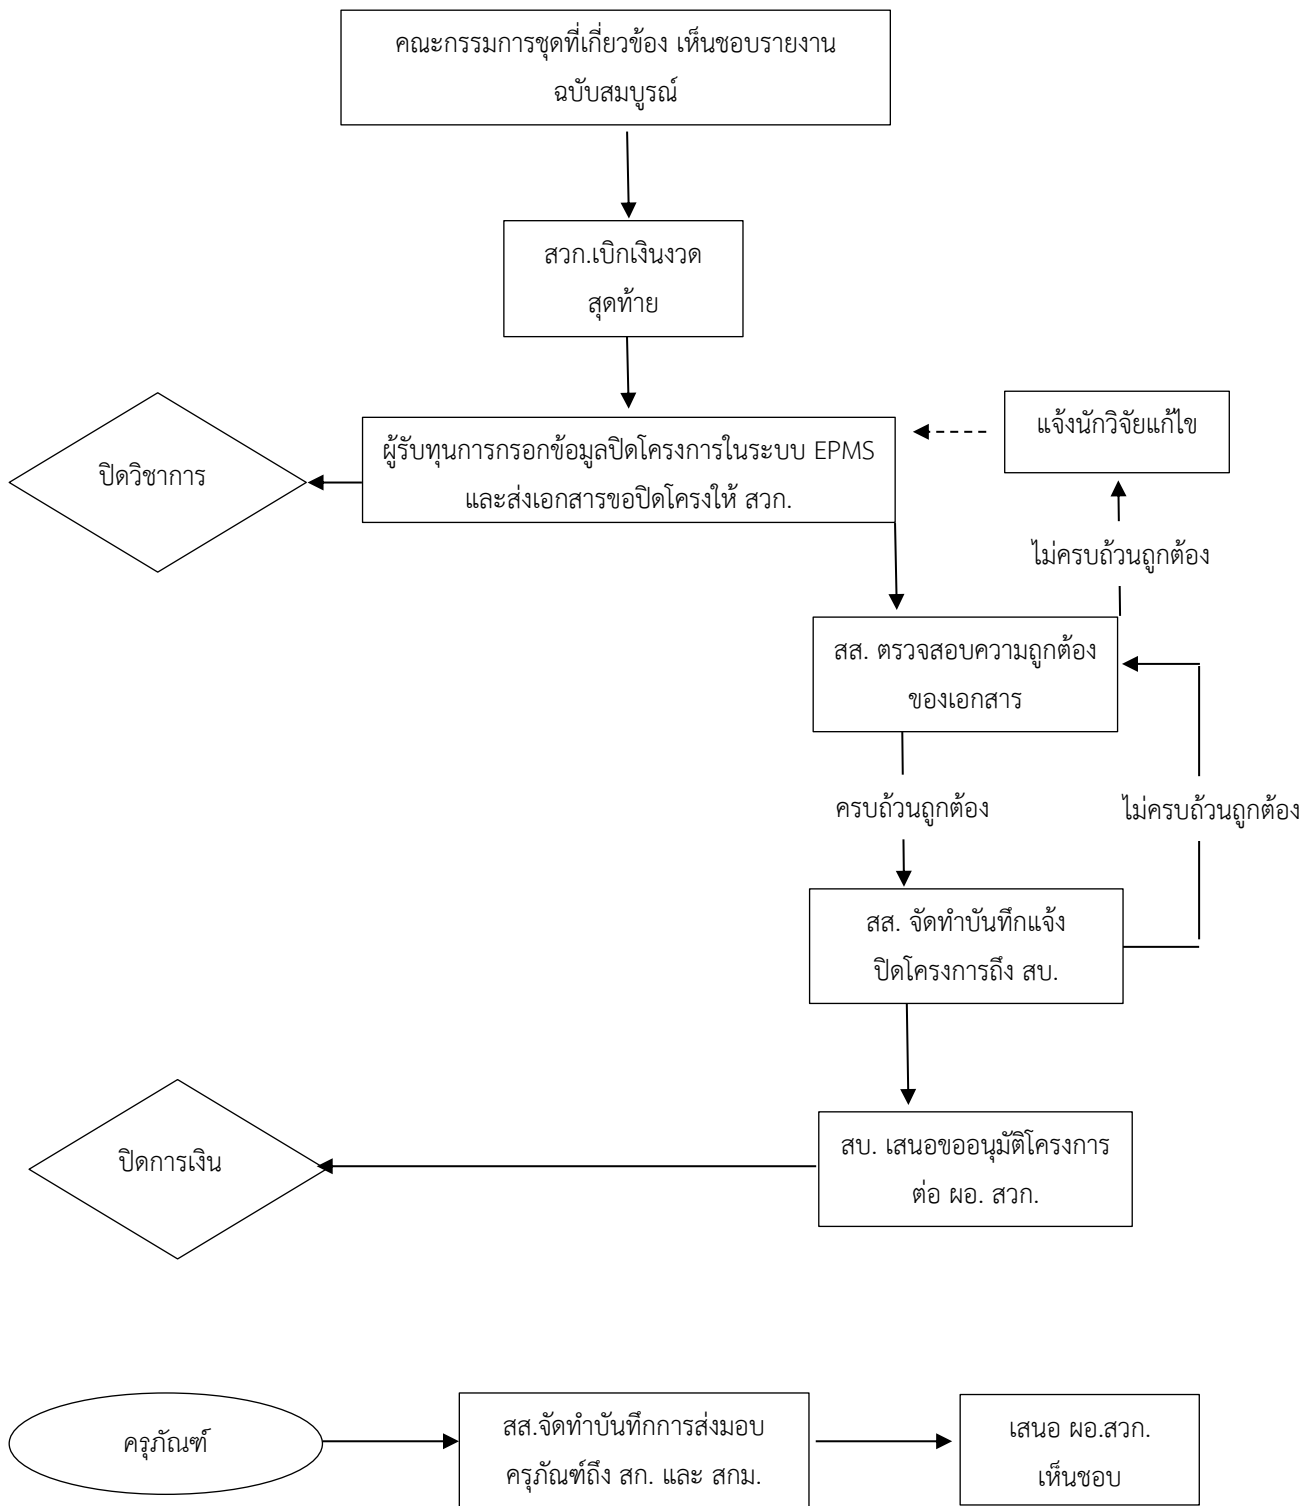 คณะกรรมการชุดที่เกี่ยวข้อง เห็นชอบรายงาน
ฉบับสมบูรณ์
สวก.เบิกเงินงวด
สุดท้าย
ปิดวิชาการ
ผู้รับทุนการกรอกข้อมูลปิดโครงการในระบบ EPMS
และส่งเอกสารขอปิดโครงให้ สวก.
แจ้งนักวิจัยแก้ไข
ไม่ครบถ้วนถูกต้อง
สส. ตรวจสอบความถูกต้อง
ของเอกสาร
ครบถ้วนถูกต้อง
ไม่ครบถ้วนถูกต้อง
สส. จัดทำบันทึกแจ้ง
ปิดโครงการถึง สบ.
ปิดการเงิน
สบ. เสนอขออนุมัติโครงการ
ต่อ ผอ. สวก.
ครุภัณฑ์
สส.จัดทำบันทึกการส่งมอบ
ครุภัณฑ์ถึง สก. และ สกม.
เสนอ ผอ.สวก.
เห็นชอบ